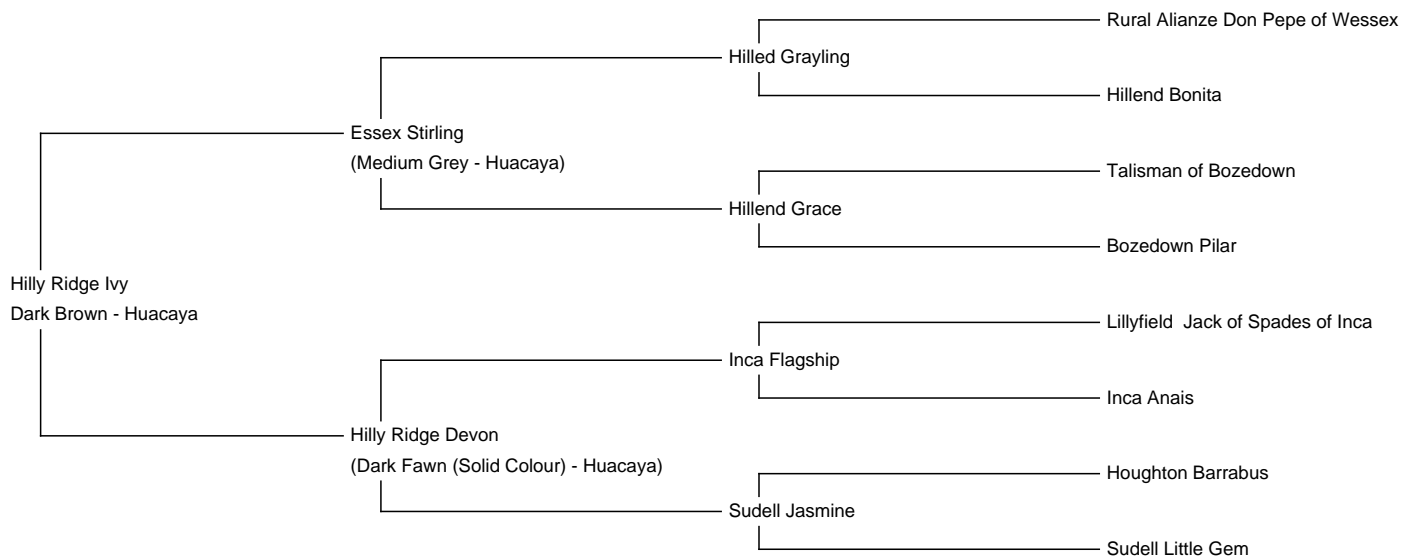 Rural Alianze Don Pepe of Wessex
Hilled Grayling
Hillend Bonita
Essex Stirling
(Medium Grey - Huacaya)
Talisman of Bozedown
Hillend Grace
Bozedown Pilar
Hilly Ridge Ivy
Dark Brown - Huacaya
Lillyfield  Jack of Spades of Inca
Inca Flagship
Inca Anais
Hilly Ridge Devon
(Dark Fawn (Solid Colour) - Huacaya)
Houghton Barrabus
Sudell Jasmine
Sudell Little Gem